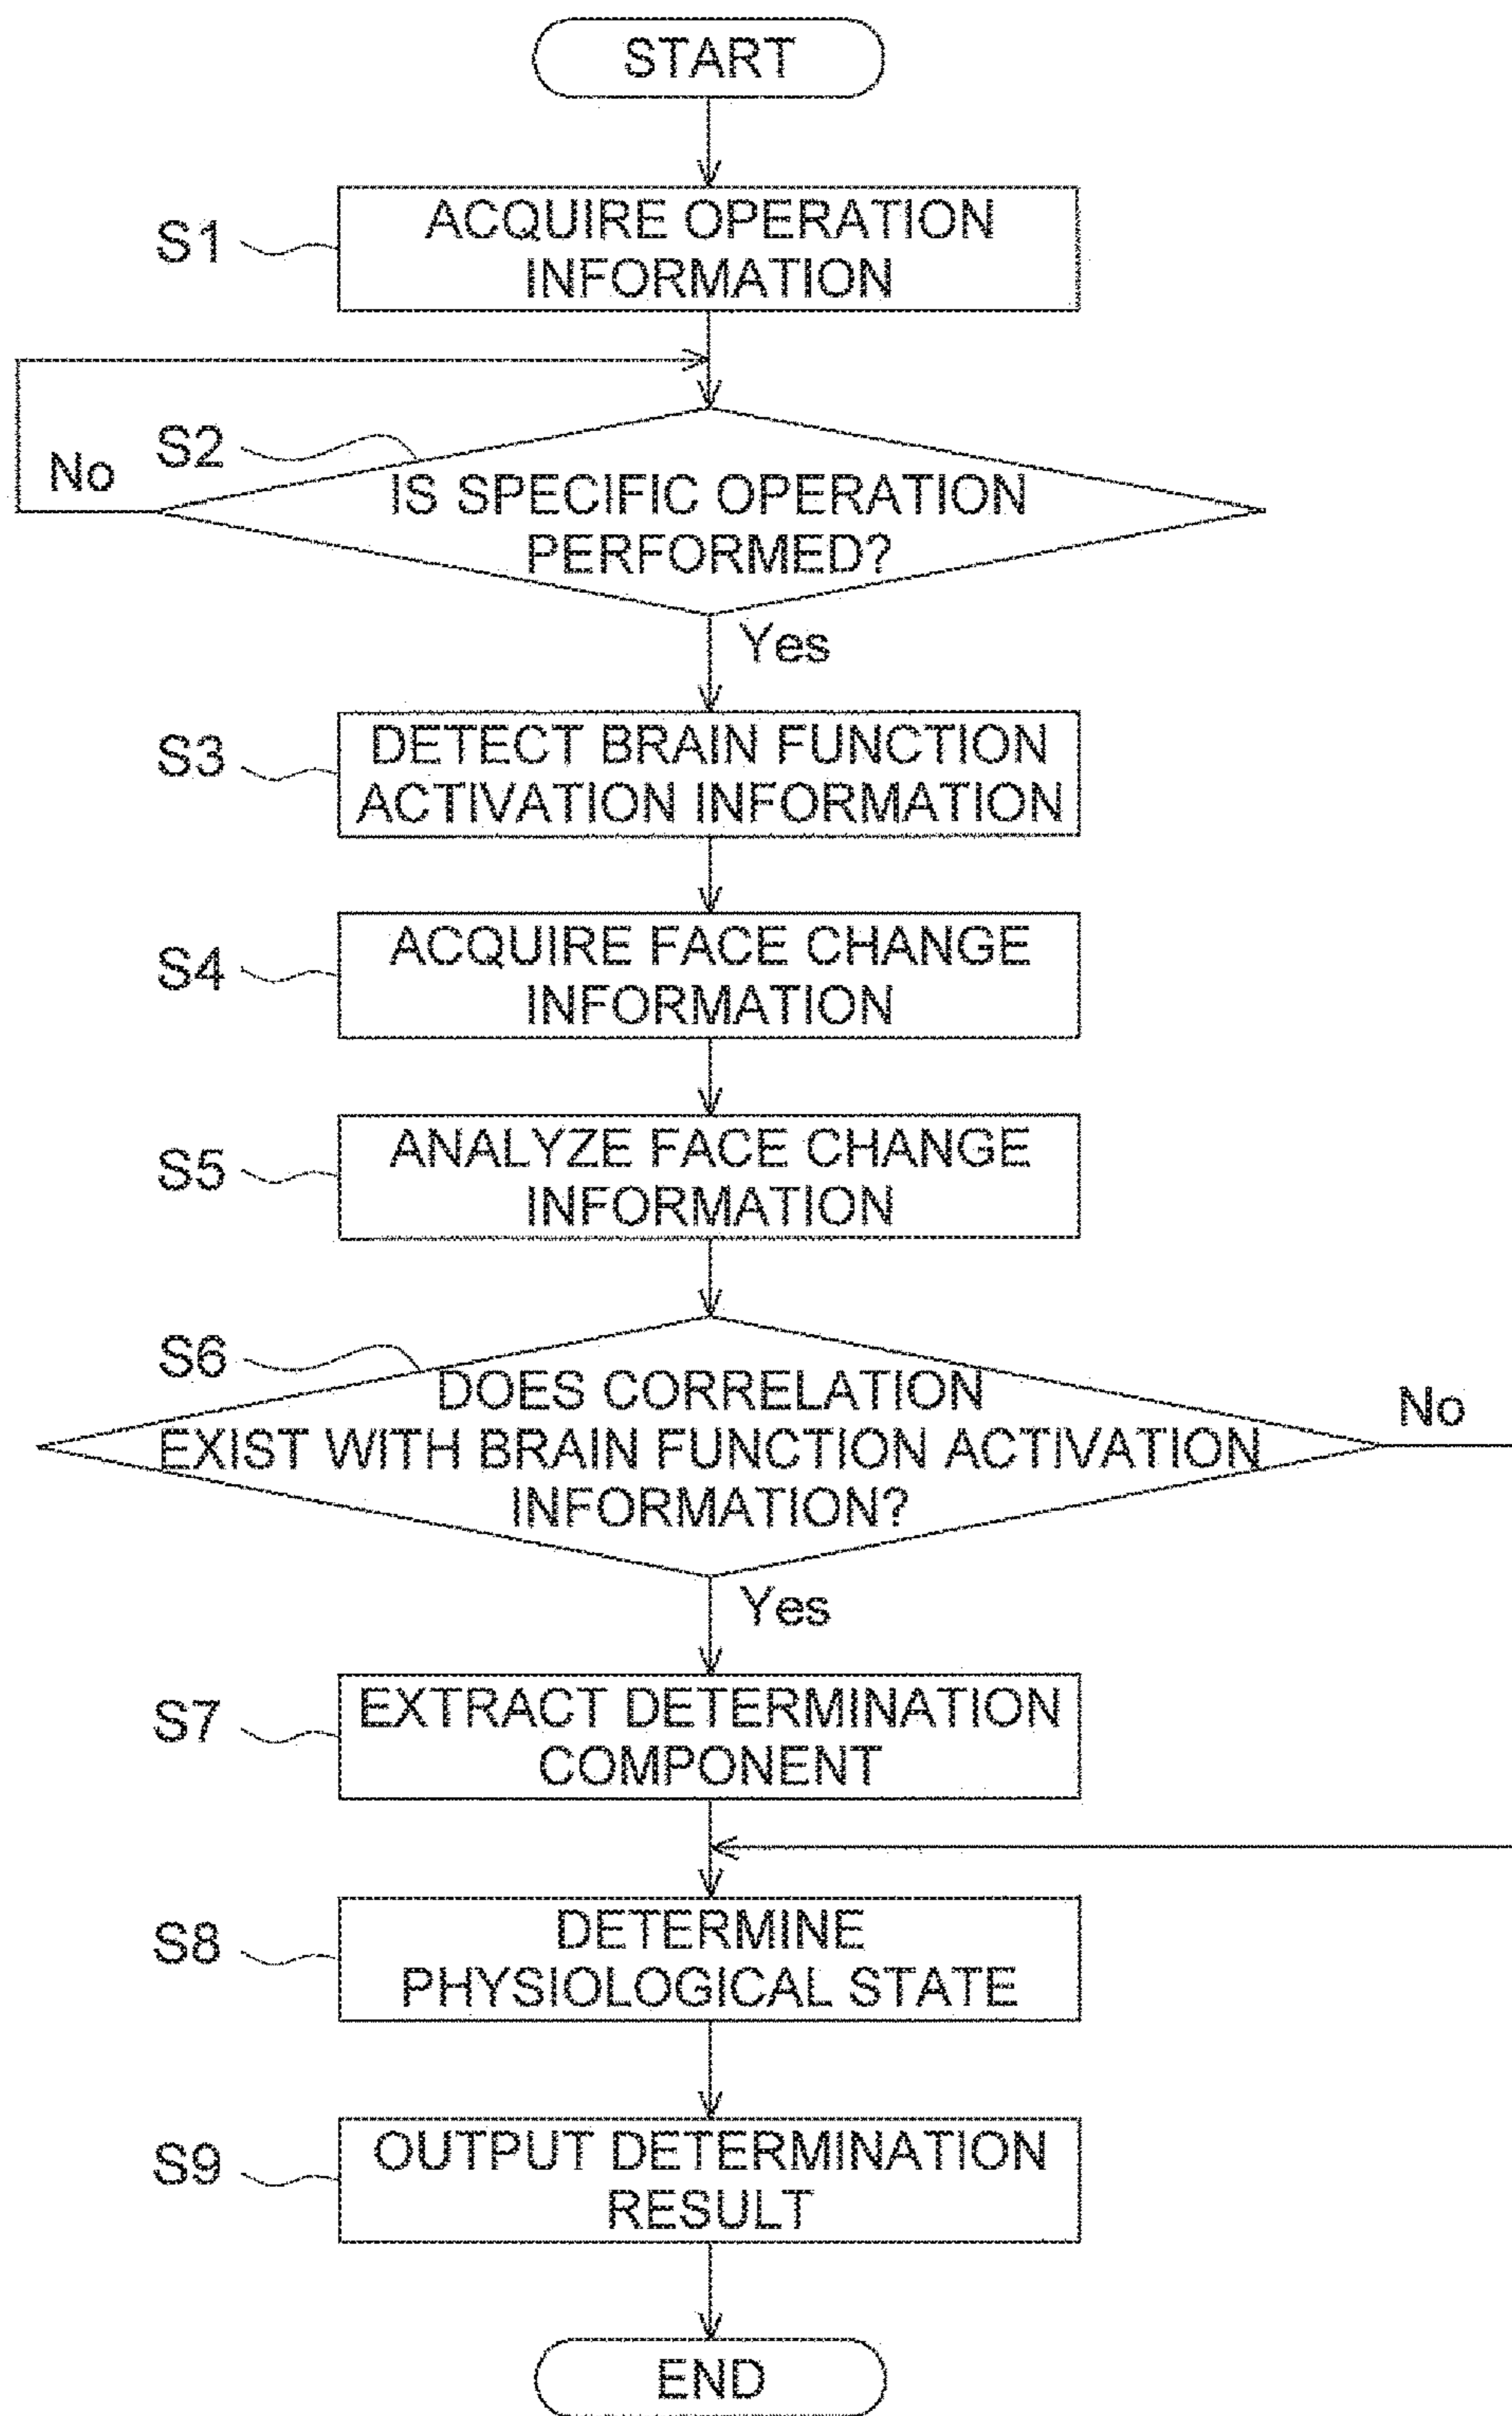 START
S1
ACQUIRE OPERATION
INFORMATION
S2
No
IS SPECIFIC OPERATION
PERFORMED?
Yes
S3
DETECT BRAIN FUNCTION
ACTIVATION INFORMATION
S4
ACQUIRE FACE CHANGE
INFORMATION
S5
ANALYZE FACE CHANGE
INFORMATION
S6
DOES CORRELATION
EXIST WITH BRAIN FUNCTION ACTIVATION
INFORMATION?
No
Yes
S7
EXTRACT DETERMINATION
COMPONENT
S8
DETERMINE
PHYSIOLOGICAL STATE
S9
OUTPUT DETERMINATION
RESULT
END